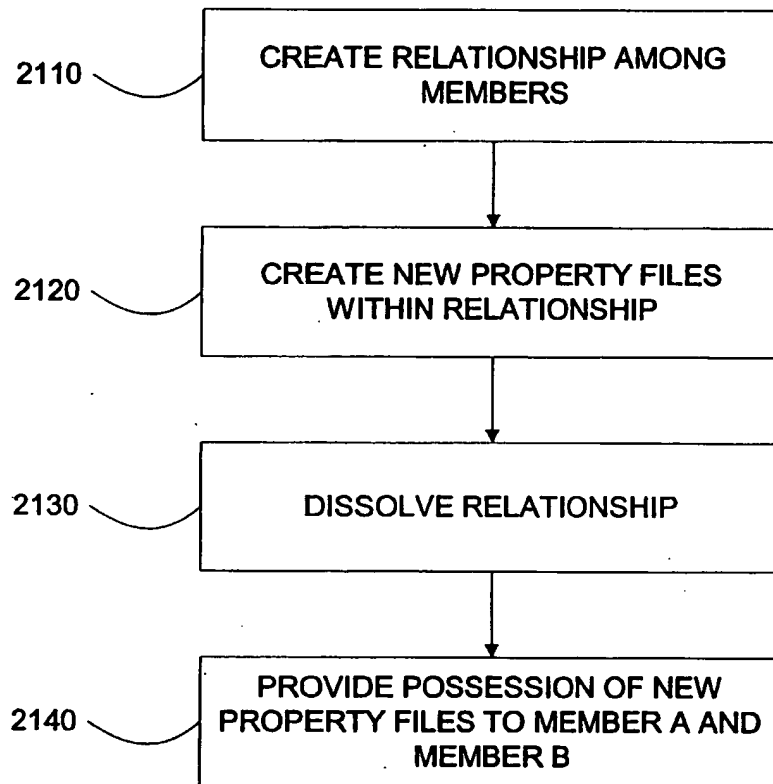 2110
CREATE RELATIONSHIP AMONG
MEMBERS
2120
CREATE NEW PROPERTY FILES
WITHIN RELATIONSHIP
2130
DISSOLVE RELATIONSHIP
2140
PROVIDE POSSESSION OF NEW
PROPERTY FILES TO MEMBER A AND
MEMBER B